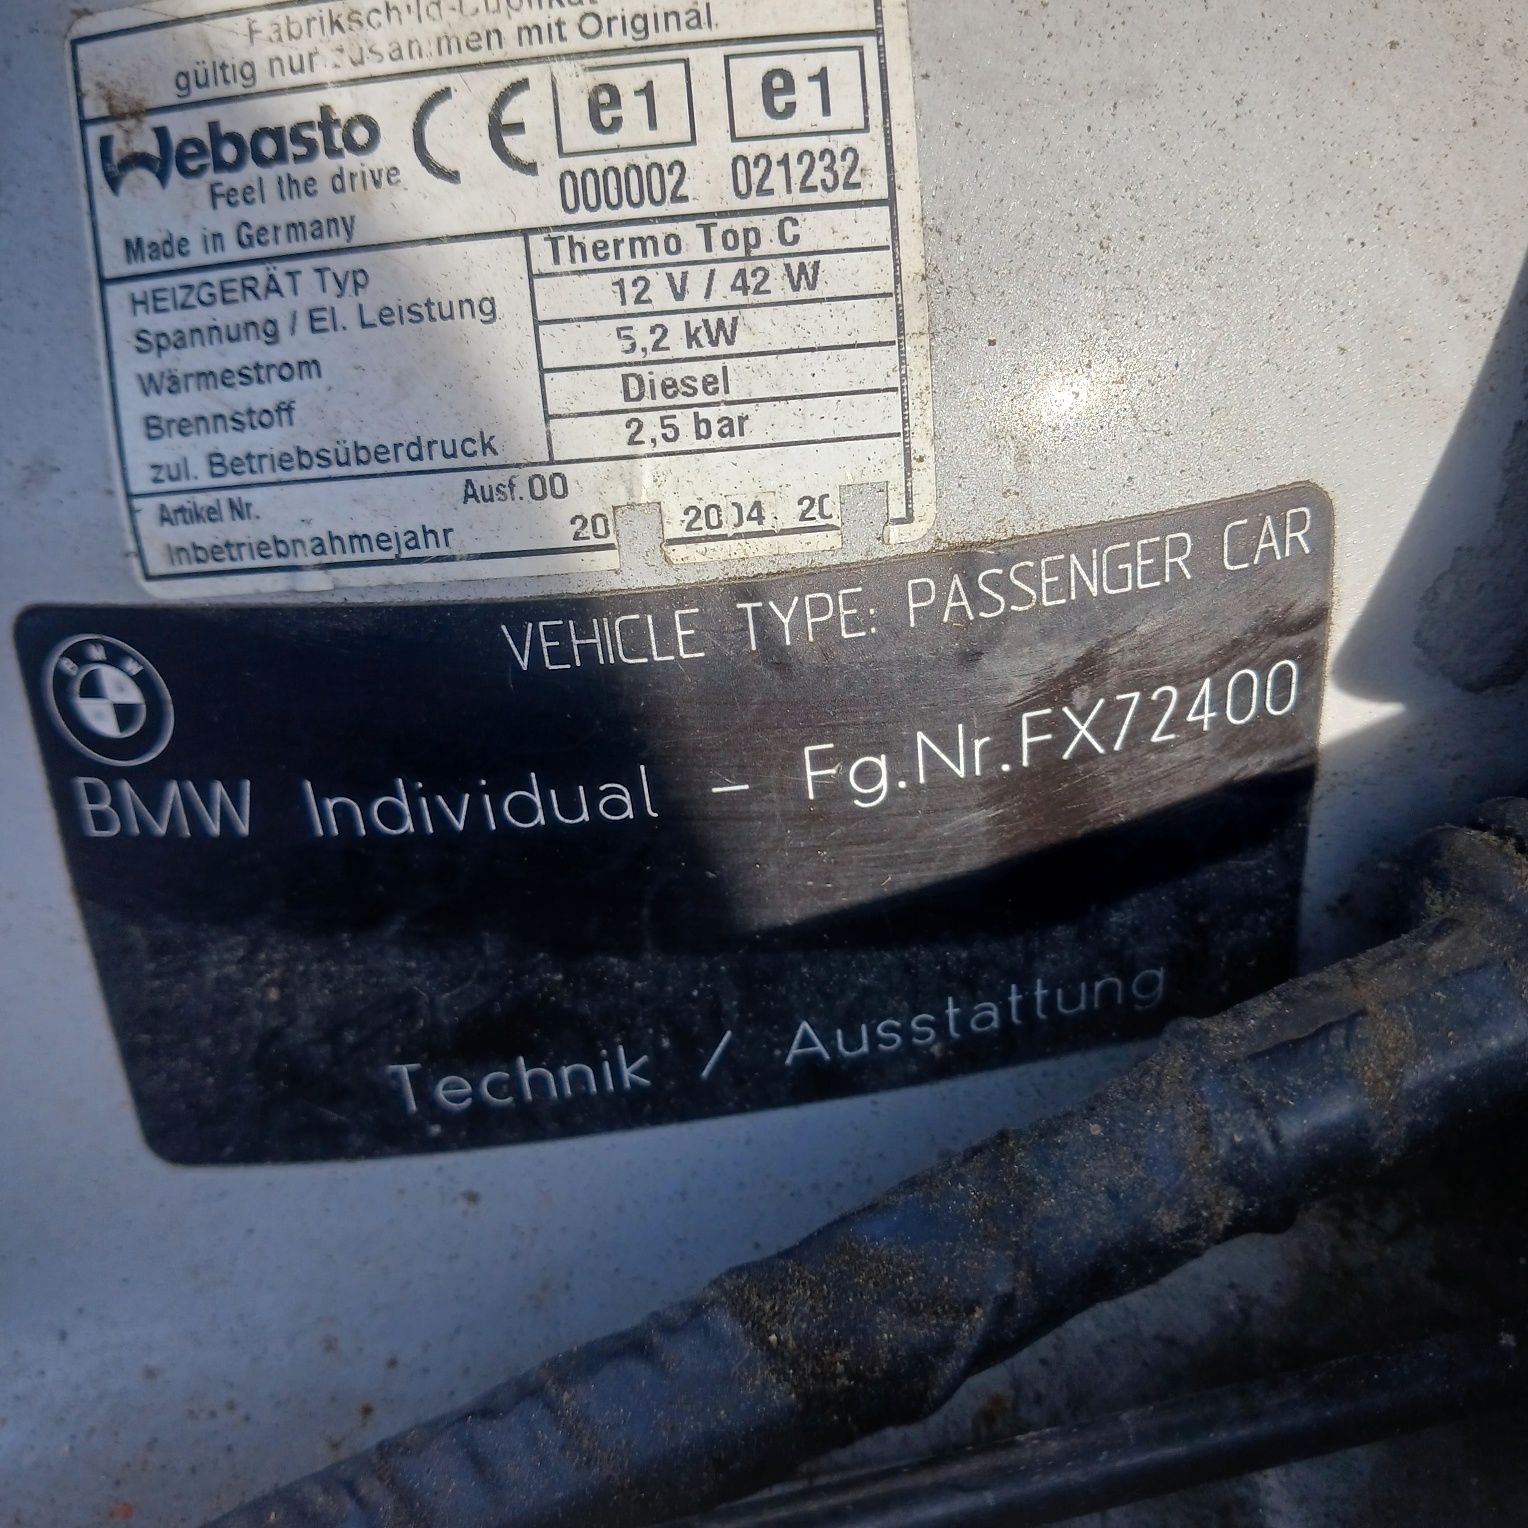 Fabrikschild-Duplikat
gültig nur zusammen mit Original
Webasto CE e1 e1
Feel the drive 000002 021232
Made in Germany
HEIZGERÄT Typ Thermo Top C
Spannung / El. Leistung 12 V / 42 W
Wärmestrom 5,2 kW
Brennstoff Diesel
zul. Betriebsüberdruck 2,5 bar
Artikel Nr. Ausf.00
Inbetriebnahmejahr 20 2004 20
VEHICLE TYPE: PASSENGER CAR
BMW
BMW Individual - Fg.Nr.FX72400
Technik / Ausstattung